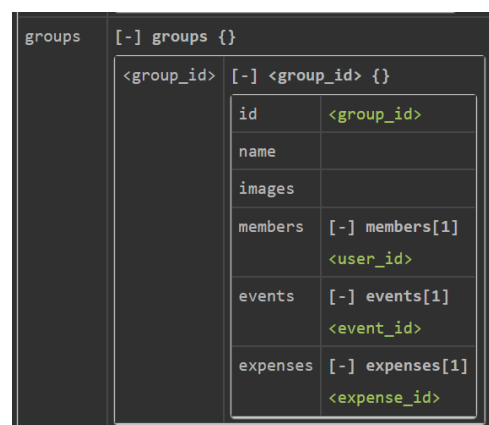 groups [-] groups {}
<group_id> [-] <group_id> {}
id <group_id>
name
images
members [-] members[1]
<user_id>
events [-] events[1]
<event_id>
expenses [-] expenses[1]
<expense_id>